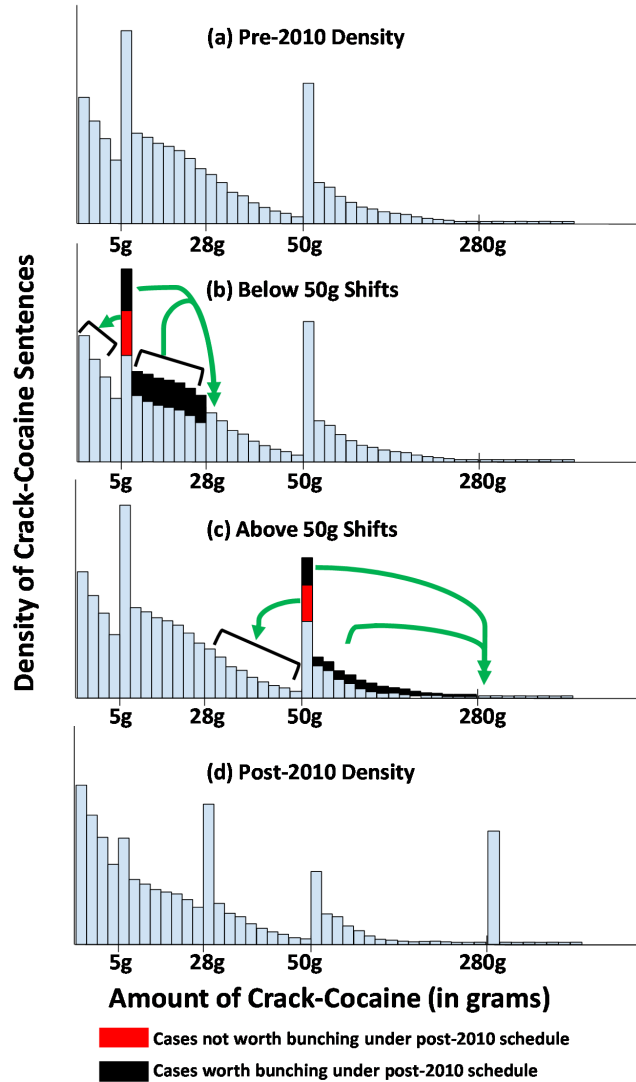 (a) Pre-2010 Density
5g 28g 50g 280g
(b) Below 50g Shifts
5g 28g 50g 280g
(c) Above 50g Shifts
5g 28g 50g 280g
(d) Post-2010 Density
5g 28g 50g 280g
Density of Crack-Cocaine Sentences
Amount of Crack-Cocaine (in grams)
Cases not worth bunching under post-2010 schedule
Cases worth bunching under post-2010 schedule